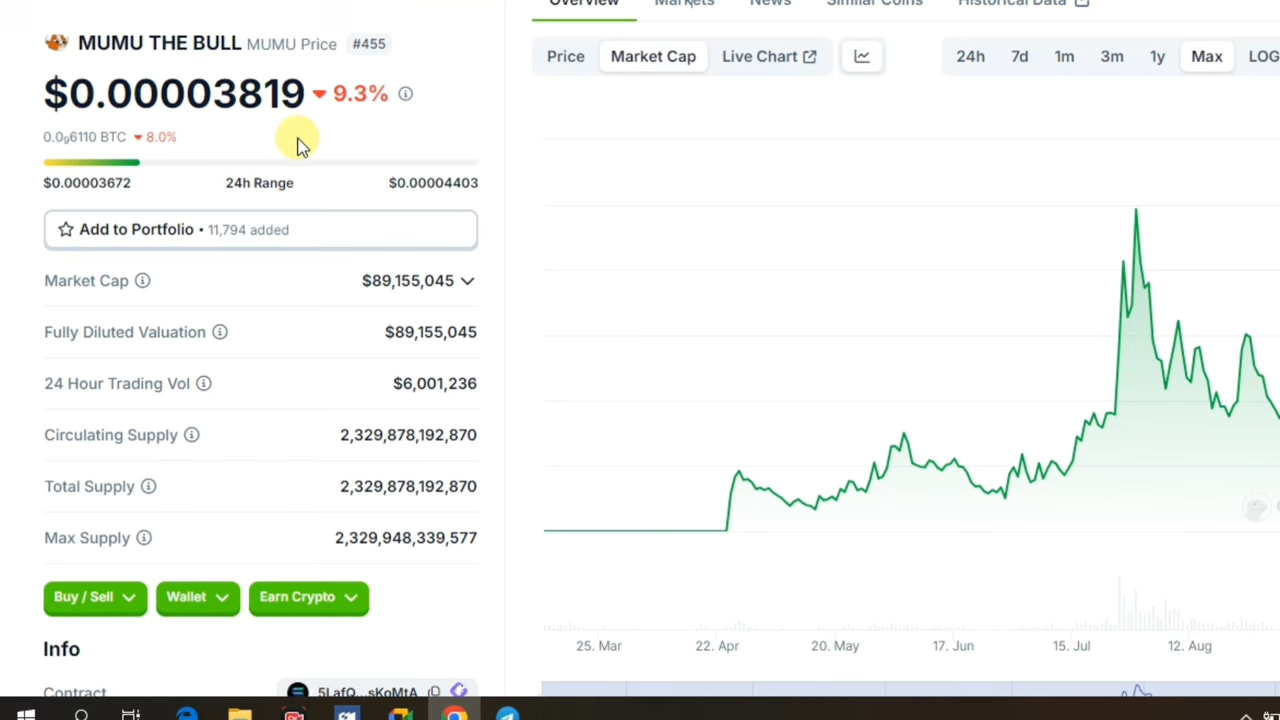 Overview Markets News Similar Coins Historical Data
MUMU THE BULL MUMU Price #455
$0.00003819 9.3%
0.0₉6110 BTC 8.0%
$0.00003672 24h Range $0.00004403
Add to Portfolio • 11,794 added
Market Cap $89,155,045
Fully Diluted Valuation $89,155,045
24 Hour Trading Vol $6,001,236
Circulating Supply 2,329,878,192,870
Total Supply 2,329,878,192,870
Max Supply 2,329,948,339,577
Buy / Sell Wallet Earn Crypto
Info
Contract 5LafQ...sKoMtA
Price Market Cap Live Chart 24h 7d 1m 3m 1y Max LOG
25. Mar 22. Apr 20. May 17. Jun 15. Jul 12. Aug